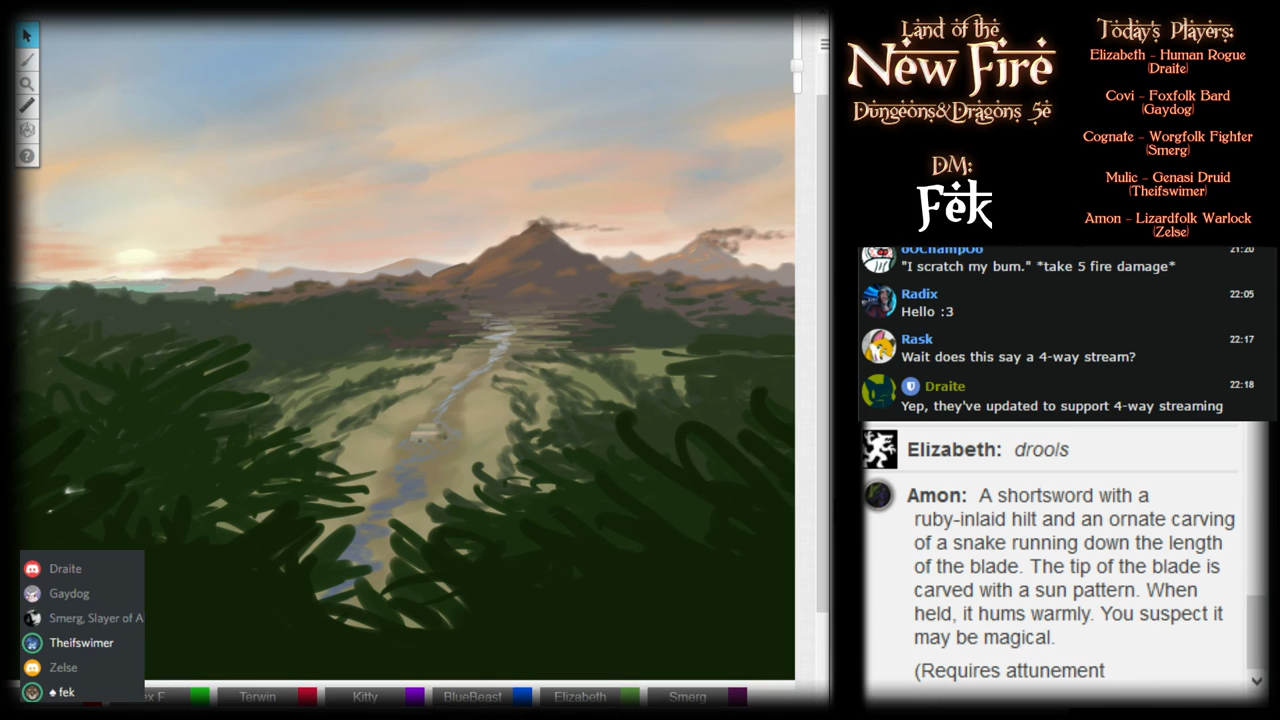 Land of the
New Fire
Dungeons&Dragons 5e
DM:
Fek
Today's Players:
Elizabeth - Human Rogue
(Draite)
Covi - Foxfolk Bard
(Gaydog)
Cognate - Worgfolk Fighter
(Smerg)
Mulic - Genasi Druid
(Theifswimer)
Amon - Lizardfolk Warlock
(Zelse)
oOChampOo 21:20
"I scratch my bum." *take 5 fire damage*
Radix 22:05
Hello :3
Rask 22:17
Wait does this say a 4-way stream?
Draite 22:18
Yep, they've updated to support 4-way streaming
Elizabeth: drools
Amon: A shortsword with a
ruby-inlaid hilt and an ornate carving
of a snake running down the length
of the blade. The tip of the blade is
carved with a sun pattern. When
held, it hums warmly. You suspect it
may be magical.
(Requires attunement
Draite
Gaydog
Smerg, Slayer of A
Theifswimer
Zelse
♠ fek
ex F.
Terwin
Kitty
BlueBeast
Elizabeth
Smerg